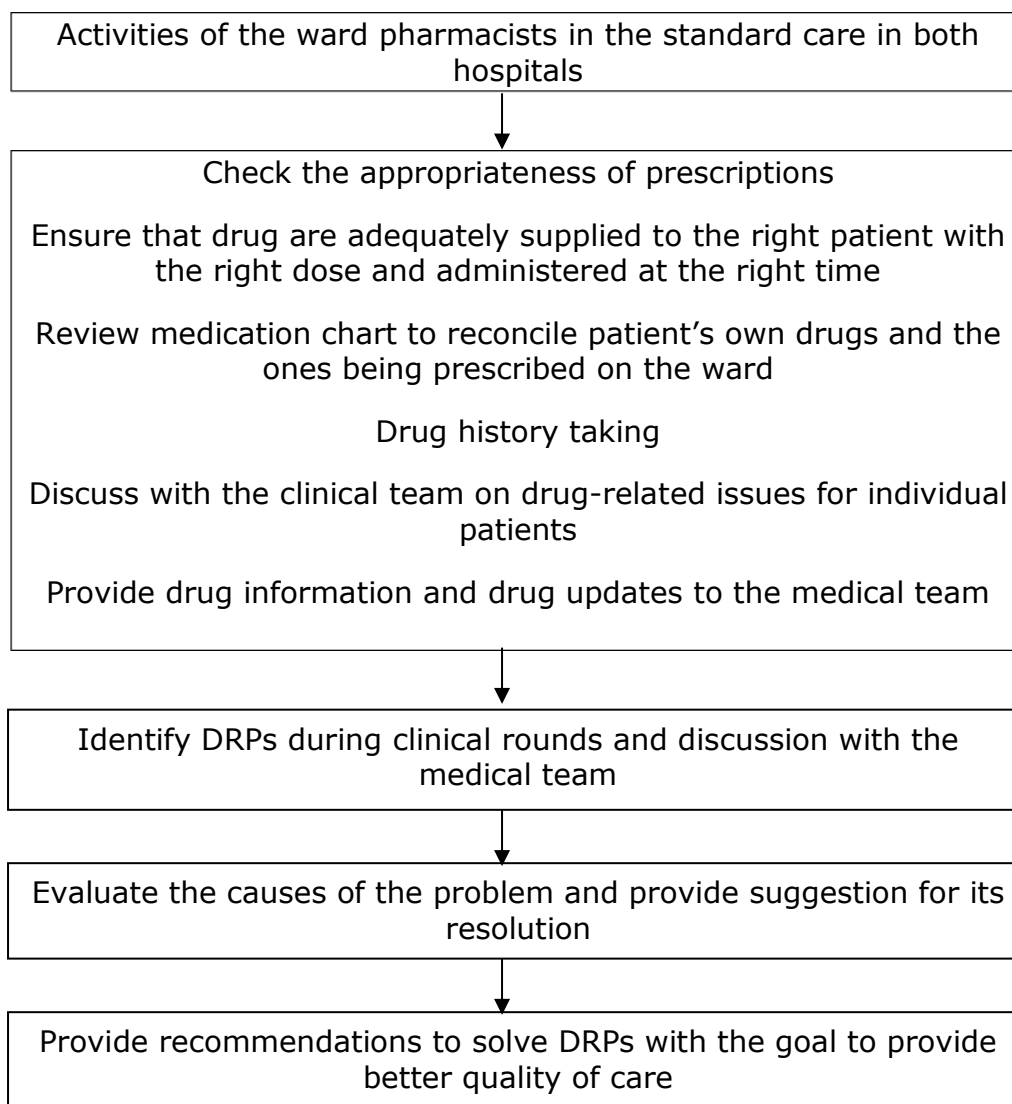 Activities of the ward pharmacists in the standard care in both
hospitals
Check the appropriateness of prescriptions
Ensure that drug are adequately supplied to the right patient with
the right dose and administered at the right time
Review medication chart to reconcile patient’s own drugs and the
ones being prescribed on the ward
Drug history taking
Discuss with the clinical team on drug-related issues for individual
patients
Provide drug information and drug updates to the medical team
Identify DRPs during clinical rounds and discussion with the
medical team
Evaluate the causes of the problem and provide suggestion for its
resolution
Provide recommendations to solve DRPs with the goal to provide
better quality of care